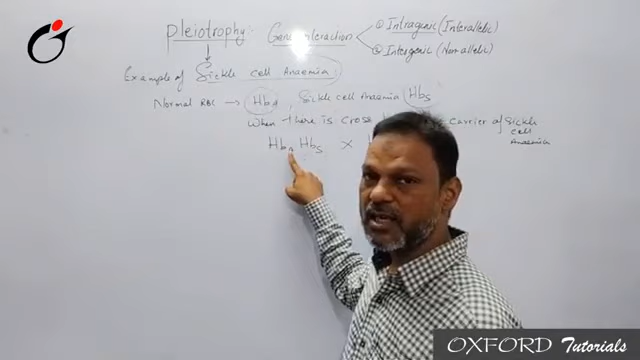 Pleiotrophy: Gene interaction ① Intragenic (Interallelic)
② Intergenic (Non allelic)
Example of Sickle cell Anaemia
Normal RBC → HbA, Sickle cell Anaemia HbS
When there is cross carrier of Sickle
cell
Anaemia
HbA HbS ×
OXFORD Tutorials